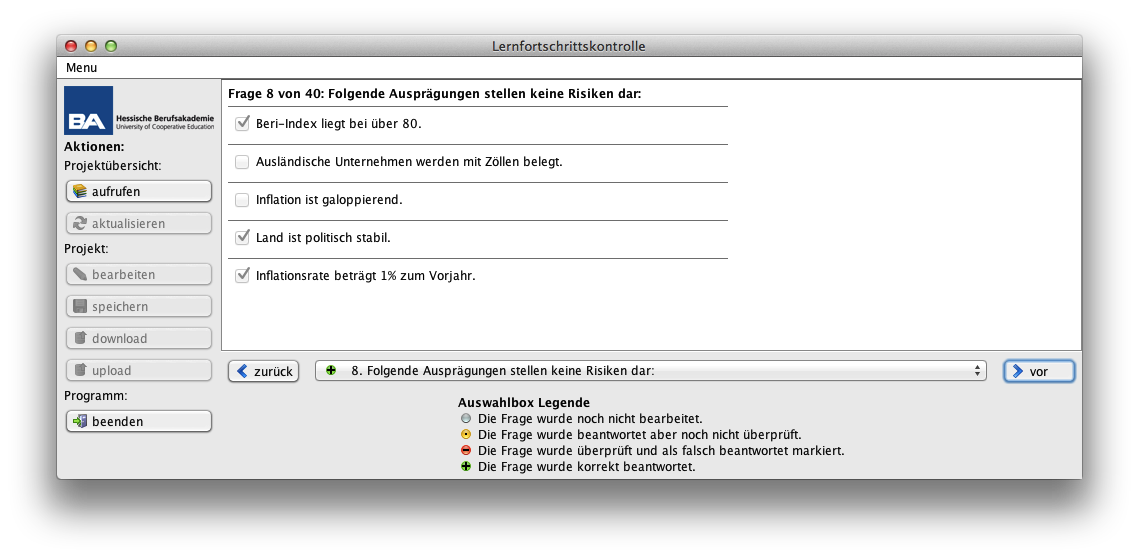 Lernfortschrittskontrolle
Menu
BA Hessische Berufsakademie
University of Cooperative Education
Aktionen:
Projektübersicht:
aufrufen
aktualisieren
Projekt:
bearbeiten
speichern
download
upload
Programm:
beenden
Frage 8 von 40: Folgende Ausprägungen stellen keine Risiken dar:
Beri-Index liegt bei über 80.
Ausländische Unternehmen werden mit Zöllen belegt.
Inflation ist galoppierend.
Land ist politisch stabil.
Inflationsrate beträgt 1% zum Vorjahr.
zurück
8. Folgende Ausprägungen stellen keine Risiken dar:
vor
Auswahlbox Legende
Die Frage wurde noch nicht bearbeitet.
Die Frage wurde beantwortet aber noch nicht überprüft.
Die Frage wurde überprüft und als falsch beantwortet markiert.
Die Frage wurde korrekt beantwortet.